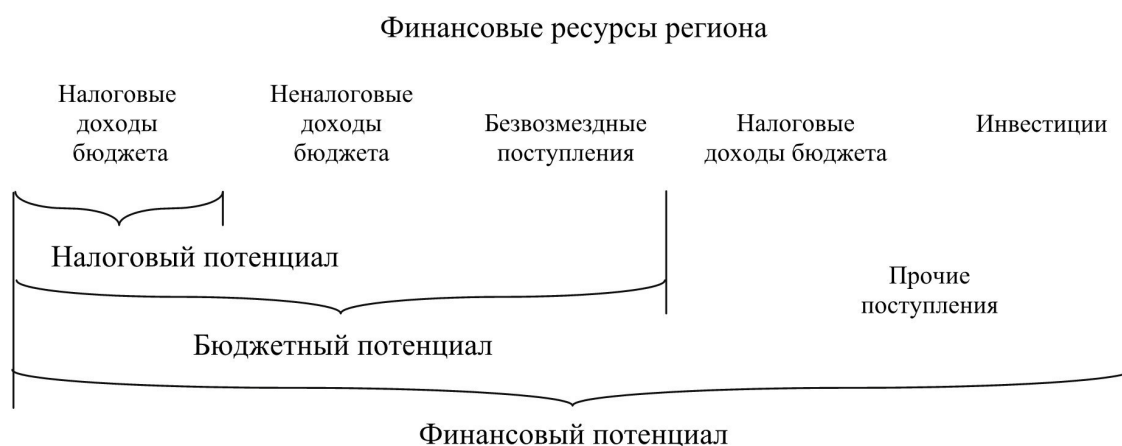 Финансовые ресурсы региона
Налоговые
доходы
бюджета
Неналоговые
доходы
бюджета
Безвозмездные
поступления
Налоговые
доходы бюджета
Инвестиции
Налоговый потенциал
Прочие
поступления
Бюджетный потенциал
Финансовый потенциал